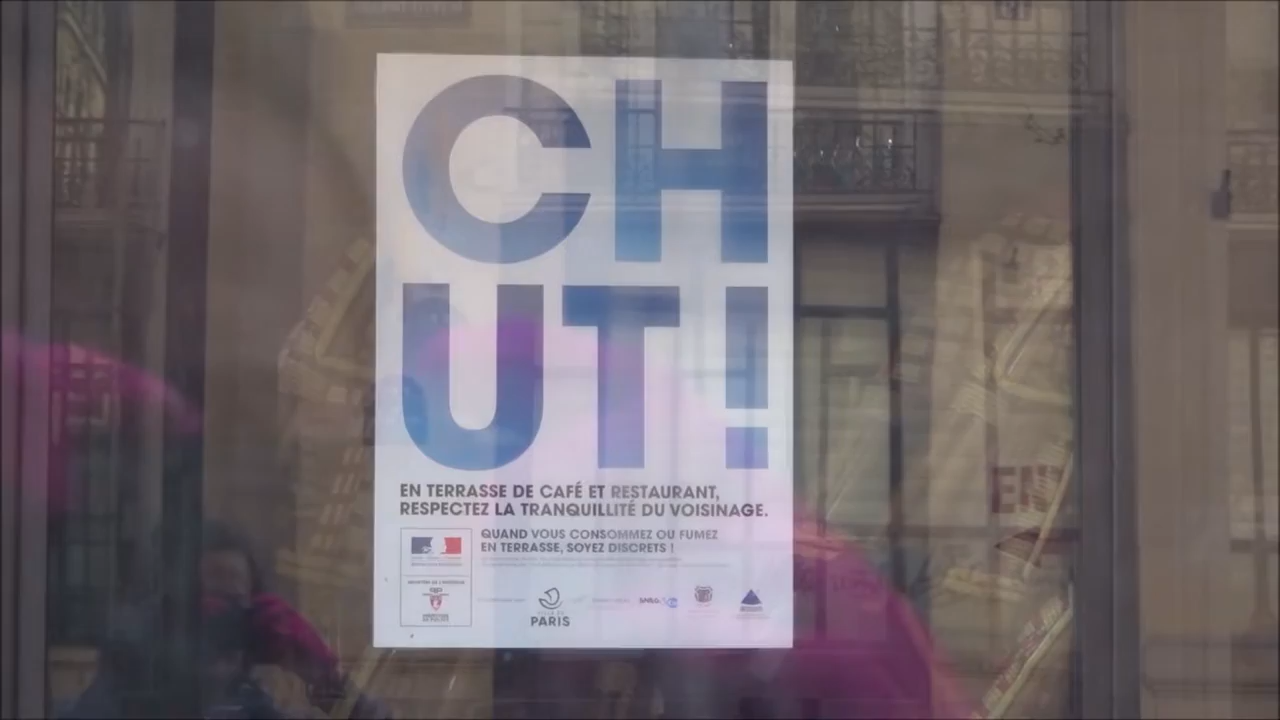 CH
UT!
EN TERRASSE DE CAFÉ ET RESTAURANT,
RESPECTEZ LA TRANQUILLITÉ DU VOISINAGE.
QUAND VOUS CONSOMMEZ OU FUMEZ
EN TERRASSE, SOYEZ DISCRETS !
PARIS